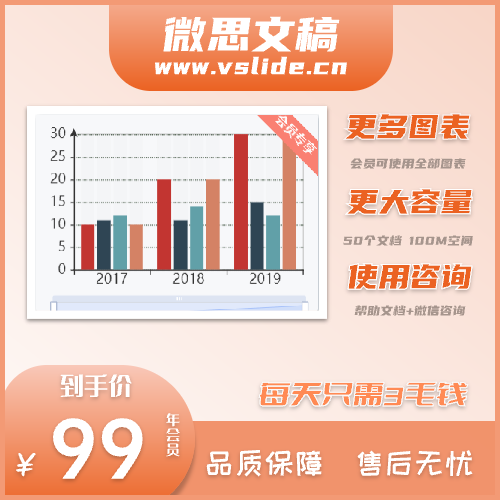 微思文稿
www.vslide.cn
会员专享
30
25
20
15
10
5
0
2017
2018
2019
更多图表
会员可使用全部图表
更大容量
50个文档 100M空间
使用咨询
帮助文档+微信咨询
到手价
¥ 99
年会员
每天只需3毛钱
品质保障 售后无忧